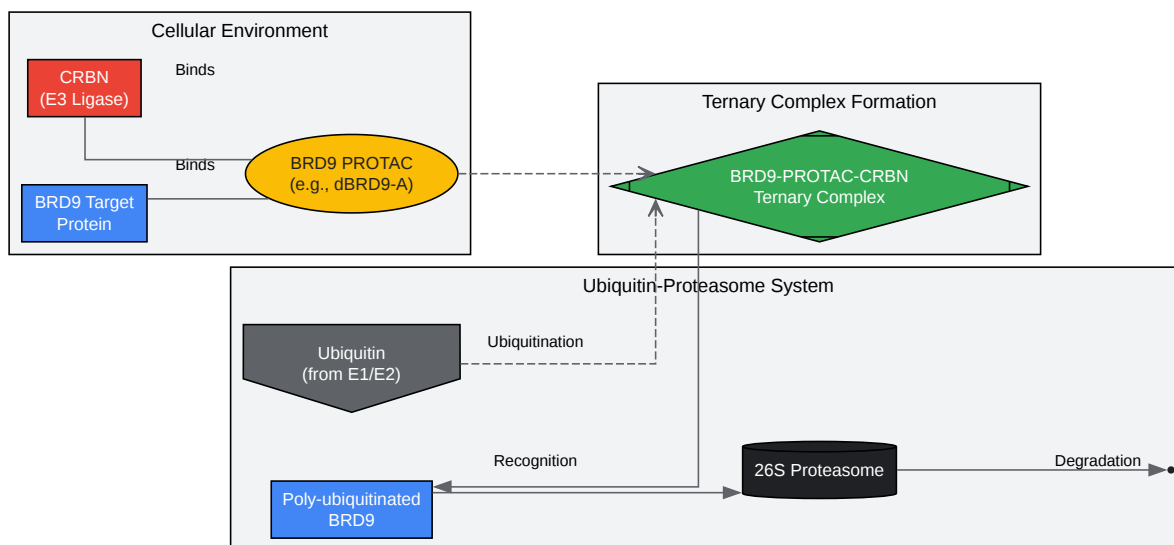 Cellular Environment
CRBN
(E3 Ligase)
Binds
Binds
BRD9 PROTAC
(e.g., dBRD9-A)
BRD9 Target
Protein
Ternary Complex Formation
BRD9-PROTAC-CRBN
Ternary Complex
Ubiquitin-Proteasome System
Ubiquitin
(from E1/E2)
Ubiquitination
Recognition
Poly-ubiquitinated
BRD9
26S Proteasome
Degradation